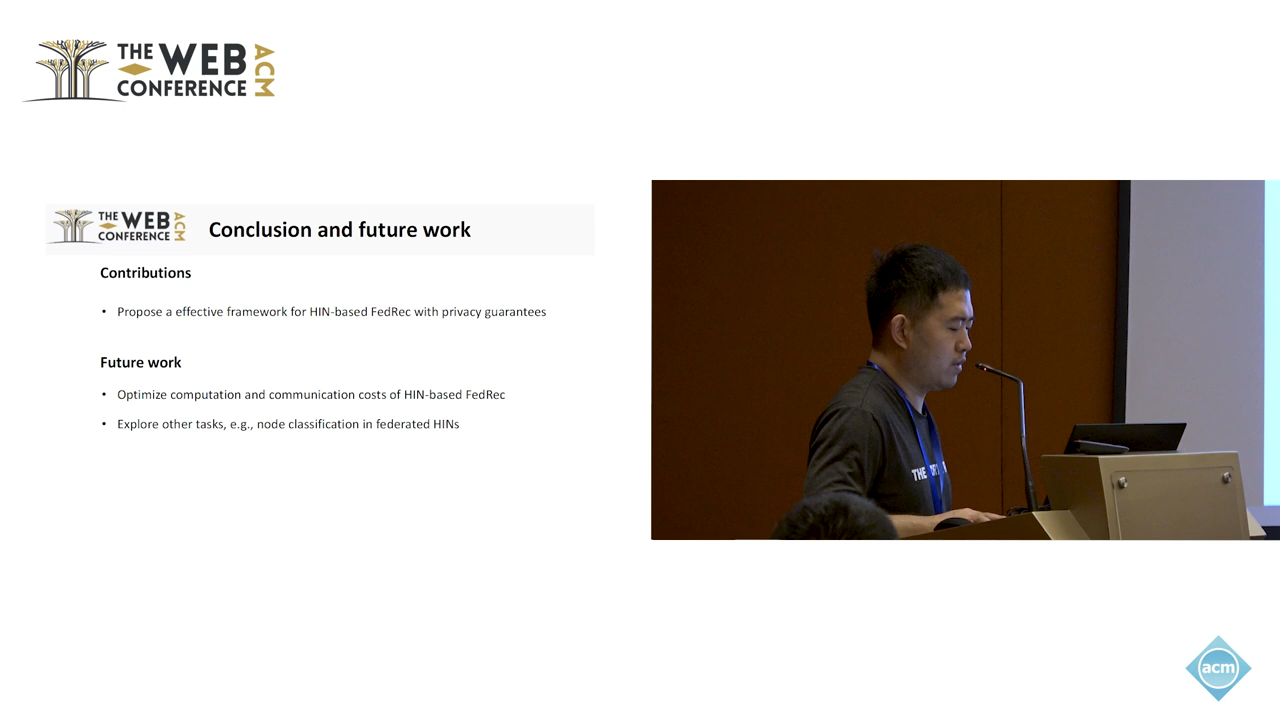 THE WEB ACM
CONFERENCE
THE WEB ACM
CONFERENCE
Conclusion and future work
Contributions
• Propose a effective framework for HIN-based FedRec with privacy guarantees
Future work
• Optimize computation and communication costs of HIN-based FedRec
• Explore other tasks, e.g., node classification in federated HINs
THE
acm